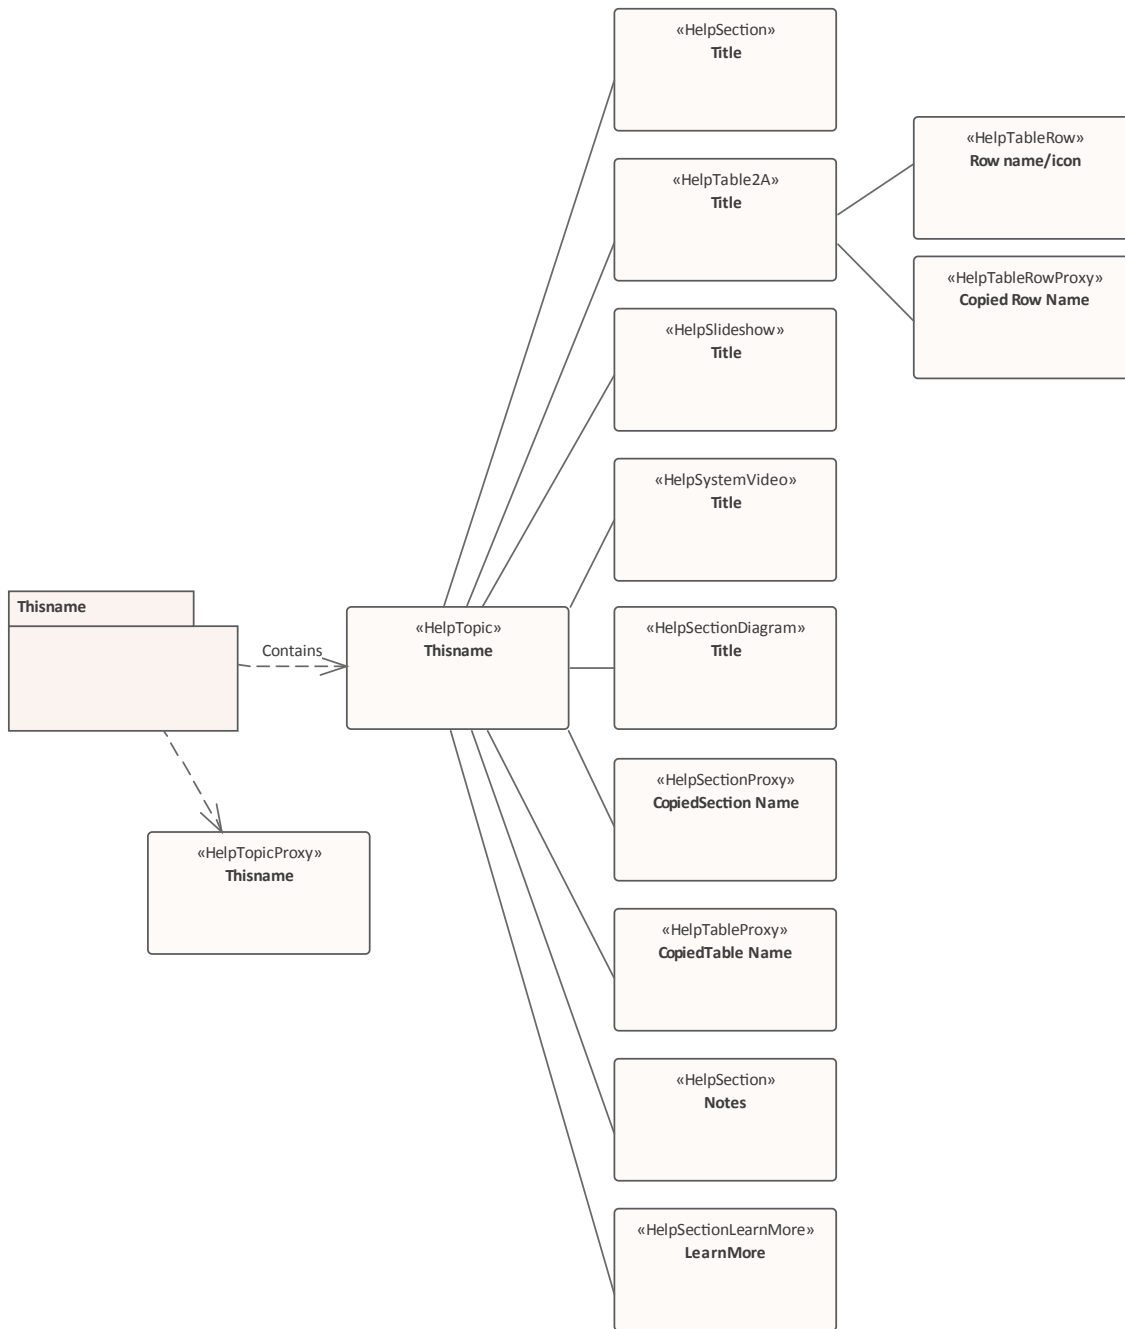 «HelpSection»
Title
«HelpTableRow»
Row name/icon
«HelpTable2A»
Title
«HelpTableRowProxy»
Copied Row Name
«HelpSlideshow»
Title
«HelpSystemVideo»
Title
Thisname
Contains
«HelpTopic»
Thisname
«HelpSectionDiagram»
Title
«HelpSectionProxy»
CopiedSection Name
«HelpTopicProxy»
Thisname
«HelpTableProxy»
CopiedTable Name
«HelpSection»
Notes
«HelpSectionLearnMore»
LearnMore